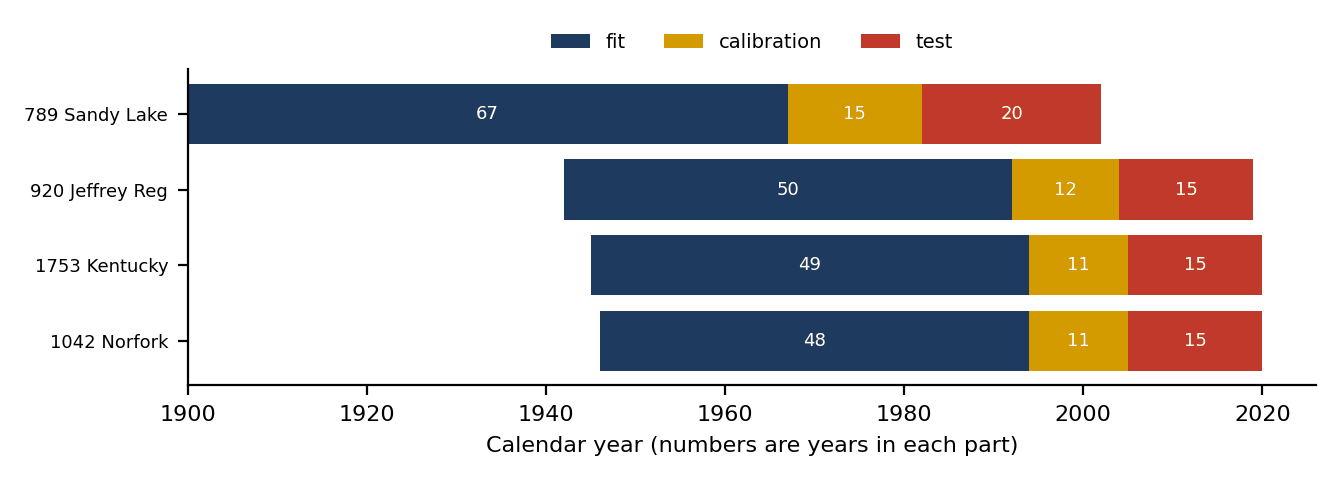 fit calibration test
789 Sandy Lake 67 15 20
920 Jeffrey Reg 50 12 15
1753 Kentucky 49 11 15
1042 Norfork 48 11 15
1900 1920 1940 1960 1980 2000 2020
Calendar year (numbers are years in each part)